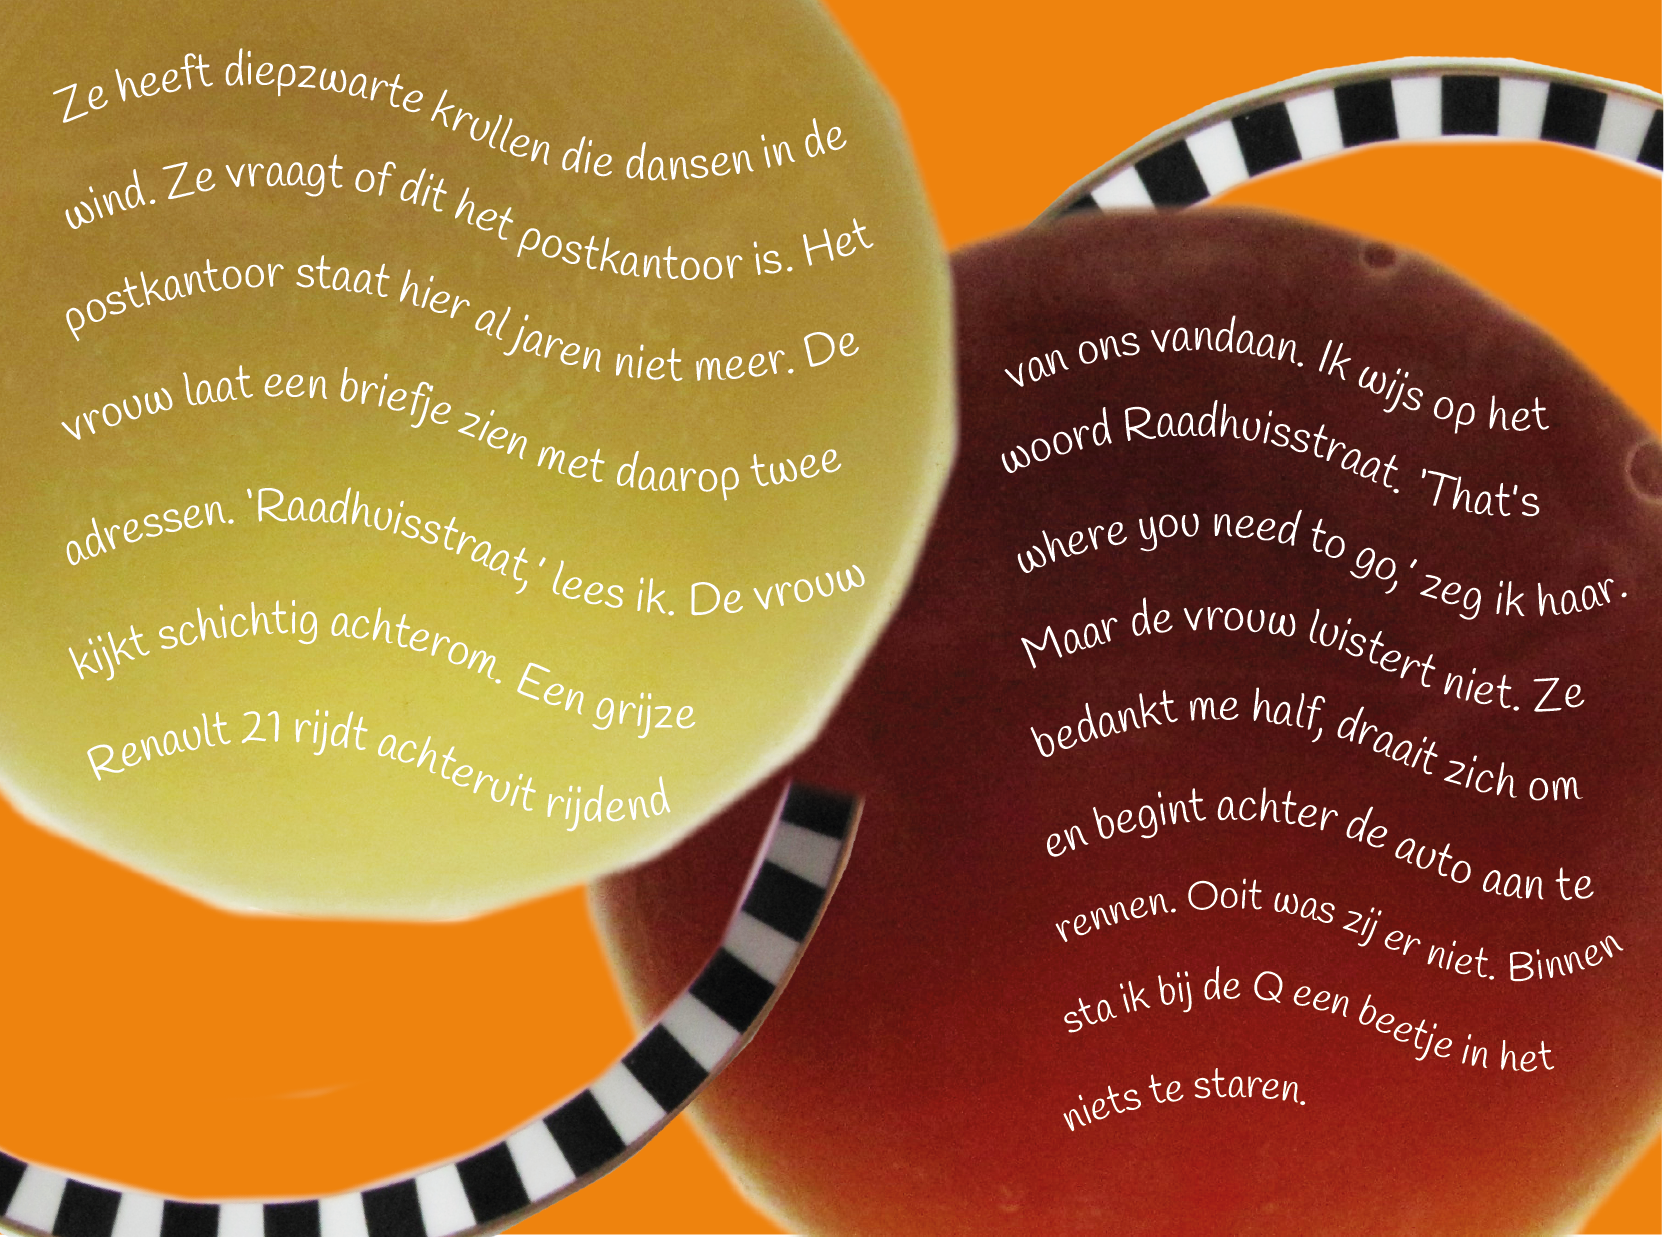 Ze heeft diepzwarte krullen die dansen in de
wind. Ze vraagt of dit het postkantoor is. Het
postkantoor staat hier al jaren niet meer. De
vrouw laat een briefje zien met daarop twee
adressen. 'Raadhuisstraat,' lees ik. De vrouw
kijkt schichtig achterom. Een grijze
Renault 21 rijdt achteruit rijdend
van ons vandaan. Ik wijs op het
woord Raadhuisstraat. 'That's
where you need to go,' zeg ik haar.
Maar de vrouw luistert niet. Ze
bedankt me half, draait zich om
en begint achter de auto aan te
rennen. Ooit was zij er niet. Binnen
sta ik bij de Q een beetje in het
niets te staren.